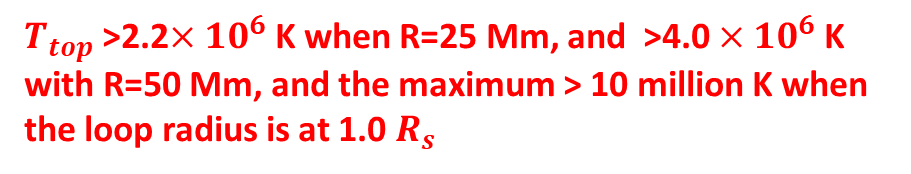 T_top >2.2× 10⁶ K when R=25 Mm, and >4.0 × 10⁶ K
with R=50 Mm, and the maximum > 10 million K when
the loop radius is at 1.0 R_s